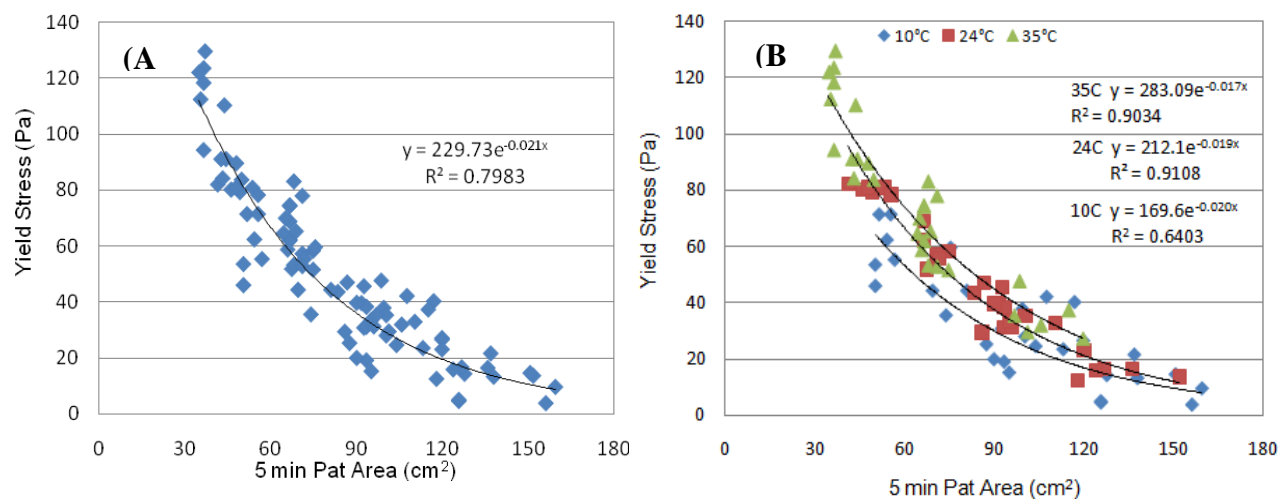 (A
Yield Stress (Pa)
140
120
100
80
60
40
20
0
y = 229.73e^-0.021x
R² = 0.7983
0 30 60 90 120 150 180
5 min Pat Area (cm²)
(B)
10°C 24°C 35°C
Yield Stress (Pa)
140
120
100
80
60
40
20
0
35C y = 283.09e^-0.017x
R² = 0.9034
24C y = 212.1e^-0.019x
R² = 0.9108
10C y = 169.6e^-0.020x
R² = 0.6403
0 30 60 90 120 150 180
5 min Pat Area (cm²)